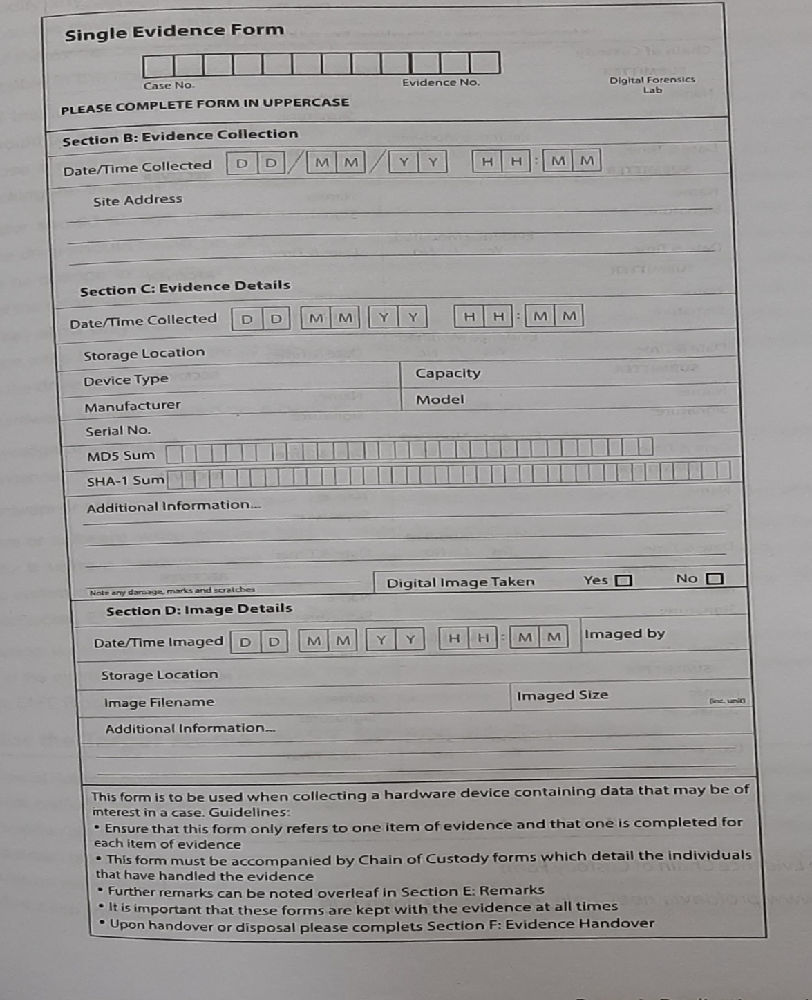 Single Evidence Form
Case No. Evidence No. Digital Forensics
Lab
PLEASE COMPLETE FORM IN UPPERCASE
Section B: Evidence Collection
Date/Time Collected D D / M M / Y Y H H : M M
Site Address
Section C: Evidence Details
Date/Time Collected D D M M Y Y H H : M M
Storage Location
Device Type Capacity
Manufacturer Model
Serial No.
MD5 Sum
SHA-1 Sum
Additional Information...
Note any damage, marks and scratches Digital Image Taken Yes No
Section D: Image Details
Date/Time Imaged D D M M Y Y H H : M M Imaged by
Storage Location
Image Filename Imaged Size (inc. unit)
Additional Information...
This form is to be used when collecting a hardware device containing data that may be of
interest in a case. Guidelines:
• Ensure that this form only refers to one item of evidence and that one is completed for
each item of evidence
• This form must be accompanied by Chain of Custody forms which detail the individuals
that have handled the evidence
• Further remarks can be noted overleaf in Section E: Remarks
• It is important that these forms are kept with the evidence at all times
• Upon handover or disposal please complets Section F: Evidence Handover